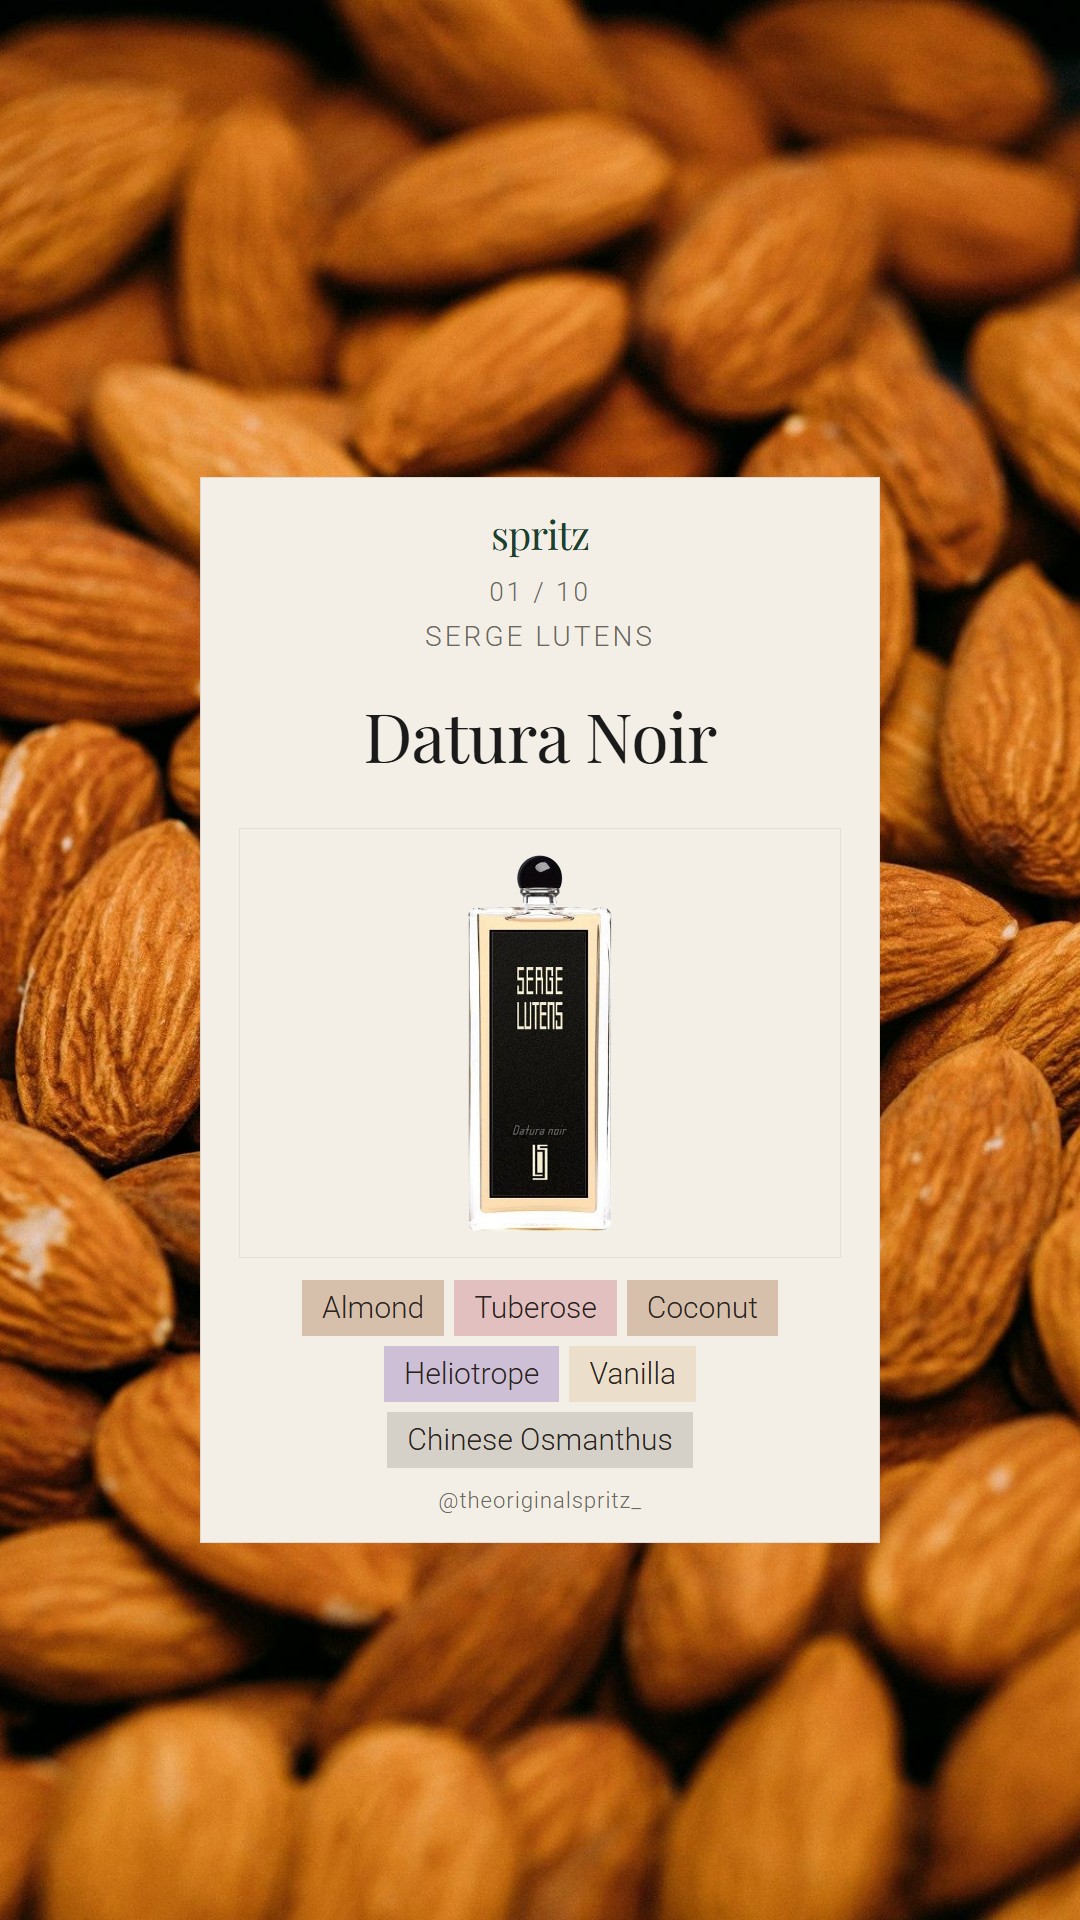 spritz
01 / 10
SERGE LUTENS
Datura Noir
SERGE
LUTENS
Datura noir
Almond Tuberose Coconut
Heliotrope Vanilla
Chinese Osmanthus
@theoriginalspritz_